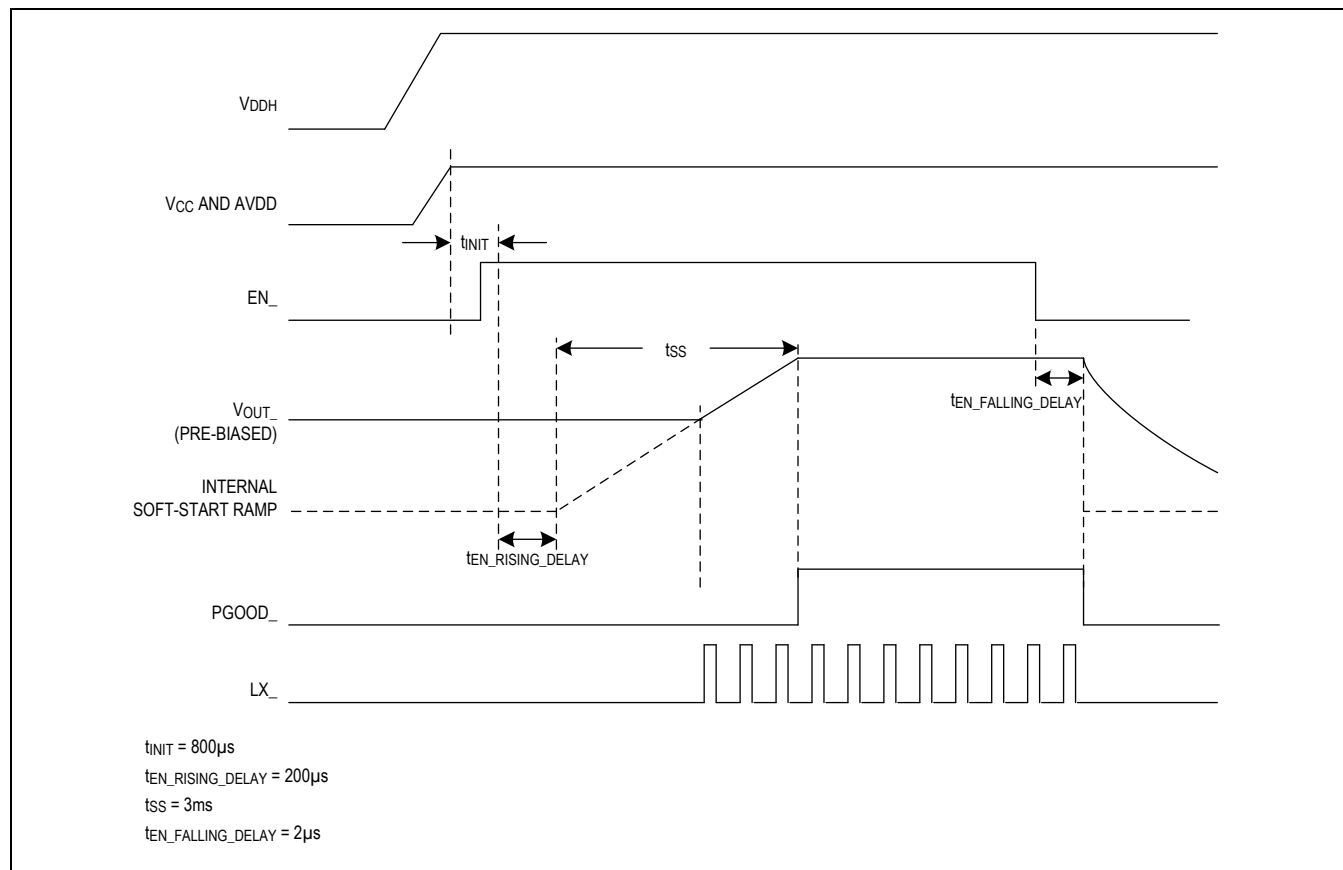 VDDH
VCC AND AVDD
tINIT
EN_
tSS
tEN_FALLING_DELAY
VOUT_
(PRE-BIASED)
INTERNAL
SOFT-START RAMP
tEN_RISING_DELAY
PGOOD_
LX_
tINIT = 800µs
tEN_RISING_DELAY = 200µs
tSS = 3ms
tEN_FALLING_DELAY = 2µs